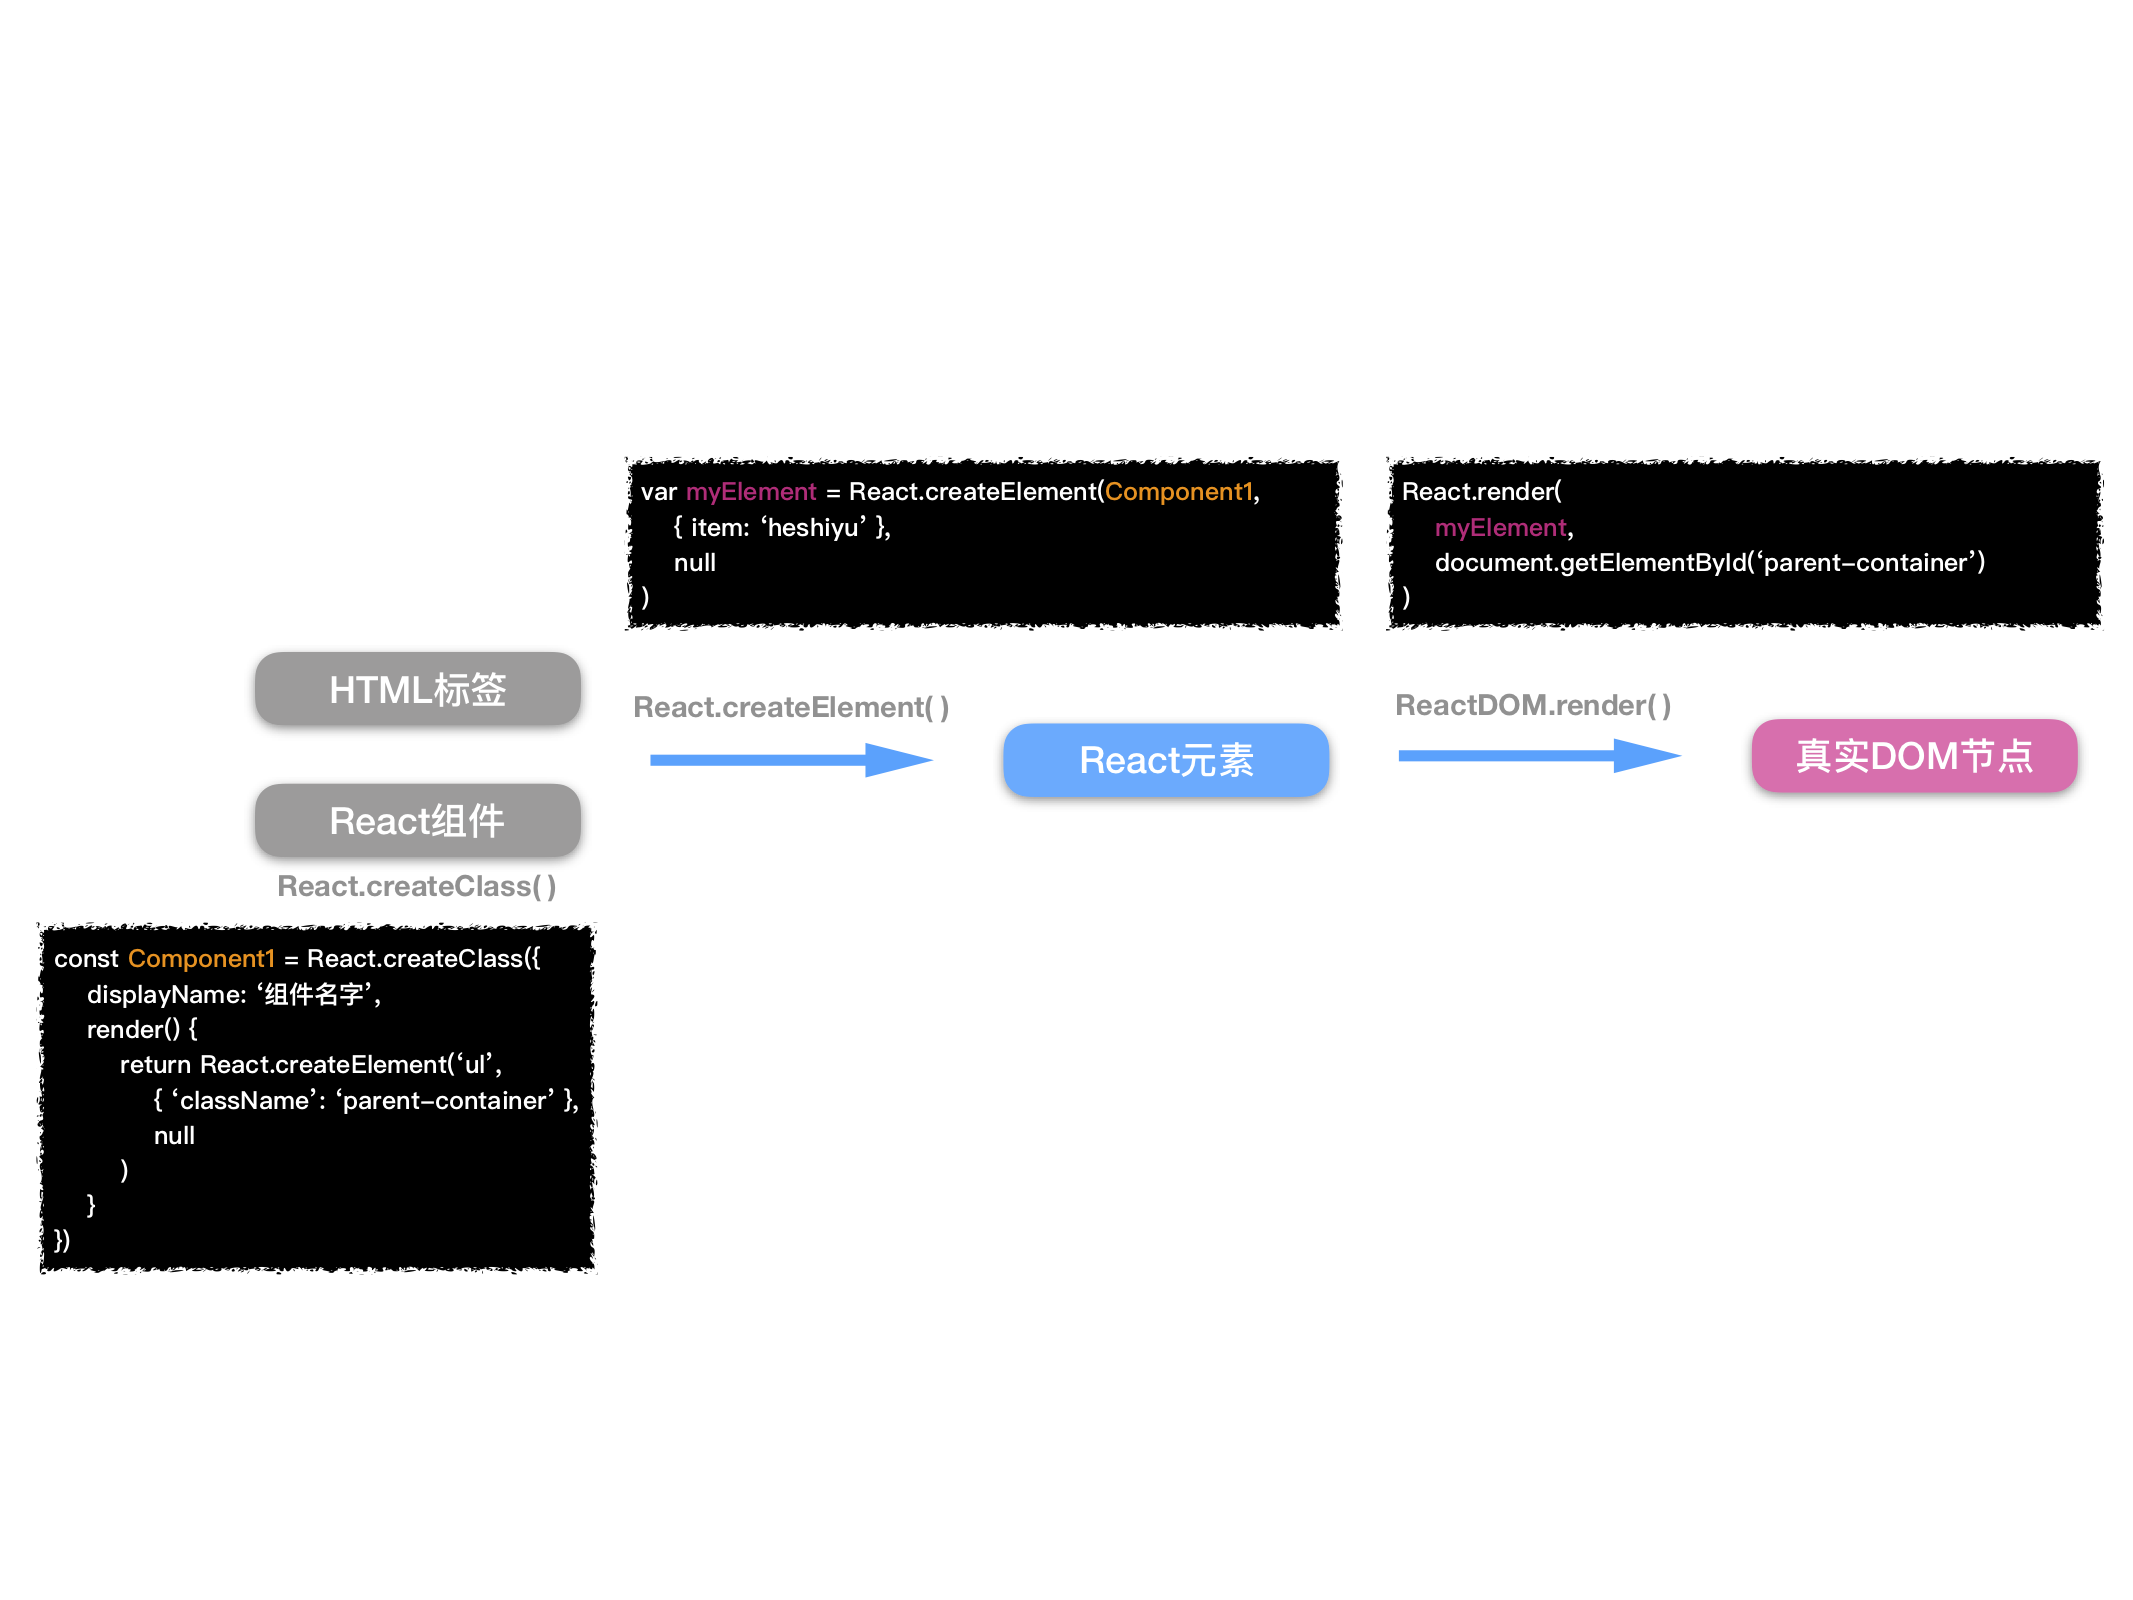 var myElement = React.createElement(Component1,
{ item: ‘heshiyu’ },
null
)
React.render(
myElement,
document.getElementById(‘parent-container’)
)
HTML标签
React.createElement( )
ReactDOM.render( )
React元素
真实DOM节点
React组件
React.createClass( )
const Component1 = React.createClass({
displayName: ‘组件名字’,
render() {
return React.createElement(‘ul’,
{ ‘className’: ‘parent-container’ },
null
)
}
})